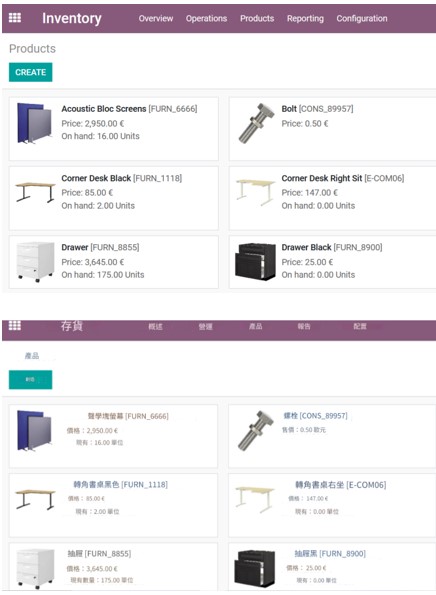 Inventory Overview Operations Products Reporting Configuration
Products
CREATE
Acoustic Bloc Screens [FURN_6666]
Price: 2,950.00 €
On hand: 16.00 Units
Bolt [CONS_89957]
Price: 0.50 €
Corner Desk Black [FURN_1118]
Price: 85.00 €
On hand: 2.00 Units
Corner Desk Right Sit [E-COM06]
Price: 147.00 €
On hand: 0.00 Units
Drawer [FURN_8855]
Price: 3,645.00 €
On hand: 175.00 Units
Drawer Black [FURN_8900]
Price: 25.00 €
On hand: 0.00 Units
存貨 概述 營運 產品 報告 配置
產品
聲學塊螢幕 [FURN_6666]
價格：2,950.00 €
現有：16.00 單位
螺栓 [CONS_89957]
售價：0.50 歐元
轉角書桌黑色 [FURN_1118]
價格： 85.00 €
現有：2.00 單位
轉角書桌右坐 [E-COM06]
價格： 147.00 €
現有：0.00 單位
抽屜 [FURN_8855]
價格：3,645.00 €
現有數量：175.00 單位
抽屜黑 [FURN_8900]
價格： 25.00 €
現有：0.00 單位